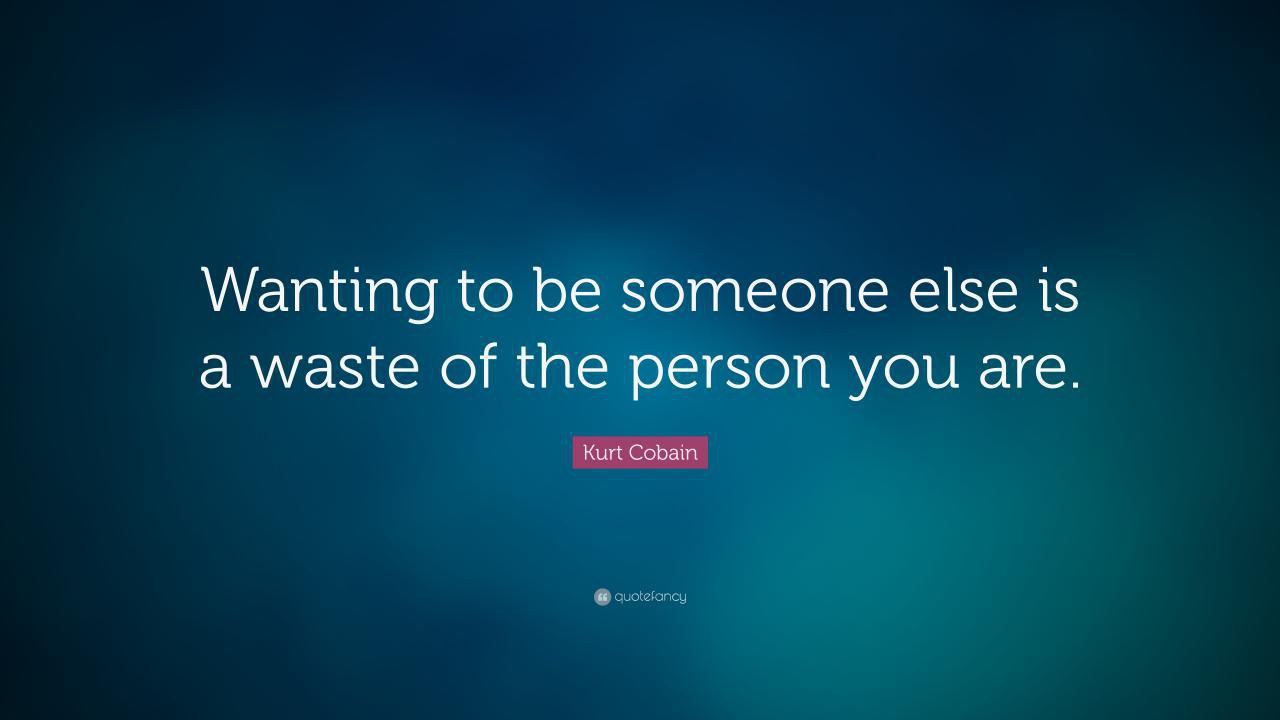 Wanting to be someone else is
a waste of the person you are.
Kurt Cobain
quotefancy